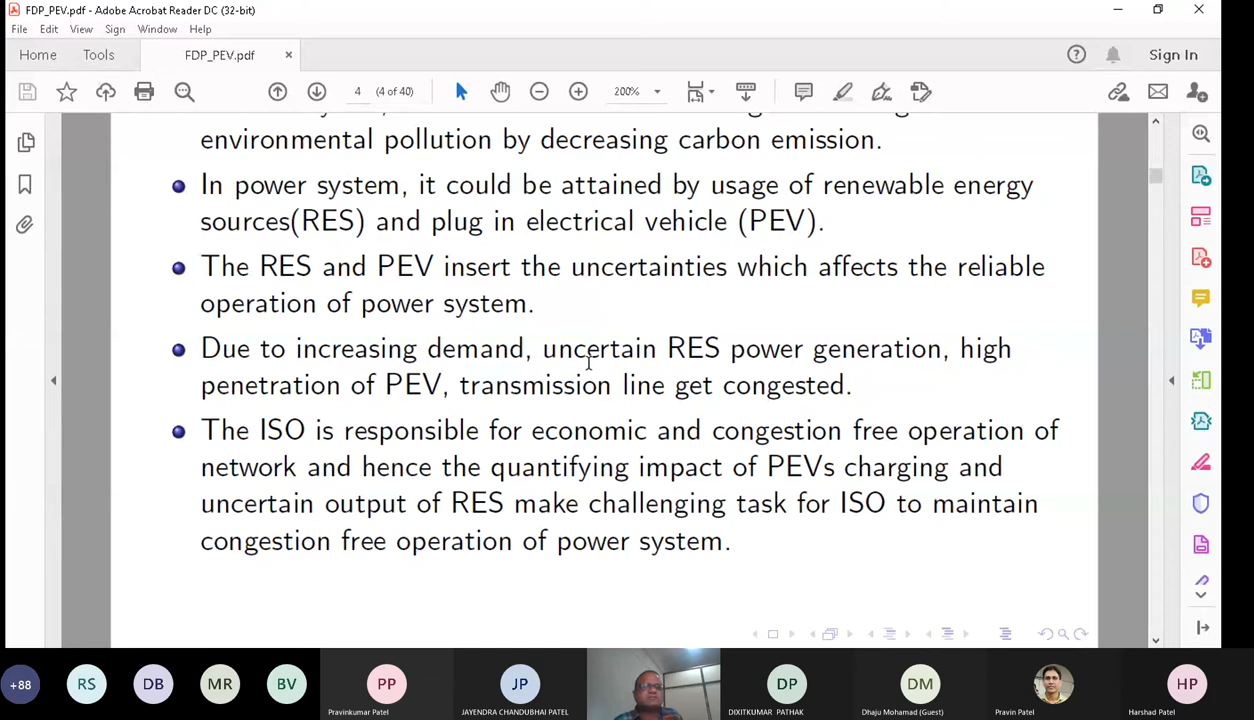 FDP_PEV.pdf - Adobe Acrobat Reader DC (32-bit)
File Edit View Sign Window Help
Home Tools FDP_PEV.pdf Sign In
4 (4 of 40) 200%
environmental pollution by decreasing carbon emission.
In power system, it could be attained by usage of renewable energy
sources(RES) and plug in electrical vehicle (PEV).
The RES and PEV insert the uncertainties which affects the reliable
operation of power system.
Due to increasing demand, uncertain RES power generation, high
penetration of PEV, transmission line get congested.
The ISO is responsible for economic and congestion free operation of
network and hence the quantifying impact of PEVs charging and
uncertain output of RES make challenging task for ISO to maintain
congestion free operation of power system.
+88 RS DB MR BV PP JP DP DM HP
Pravinkumar Patel JAYENDRA CHANDUBHAI PATEL DIXITKUMAR PATHAK Dhaju Mohamad (Guest) Pravin Patel Harshad Patel